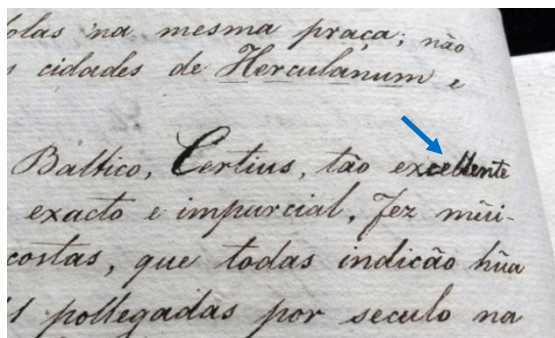 olas na mesma praça; não
cidades de Herculanum e
Baltico, Certius, tão excellente
exacto e imparcial, fez mũi-
costas, que todas indicão hũa
pollegadas por seculo na